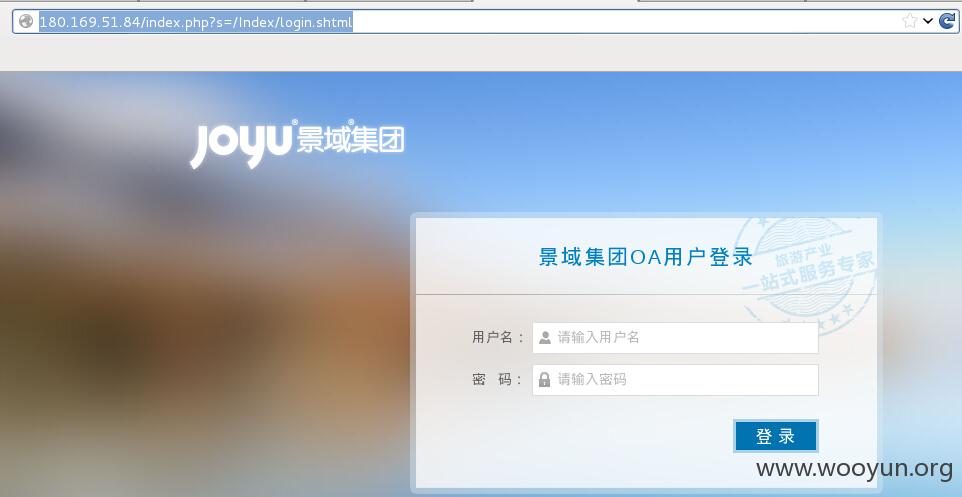 180.169.51.84/index.php?s=/Index/login.shtml
joyu®景域®集团
景域集团OA用户登录
旅游产业
一站式服务专家
用户名：
请输入用户名
密 码：
请输入密码
登 录
www.wooyun.org